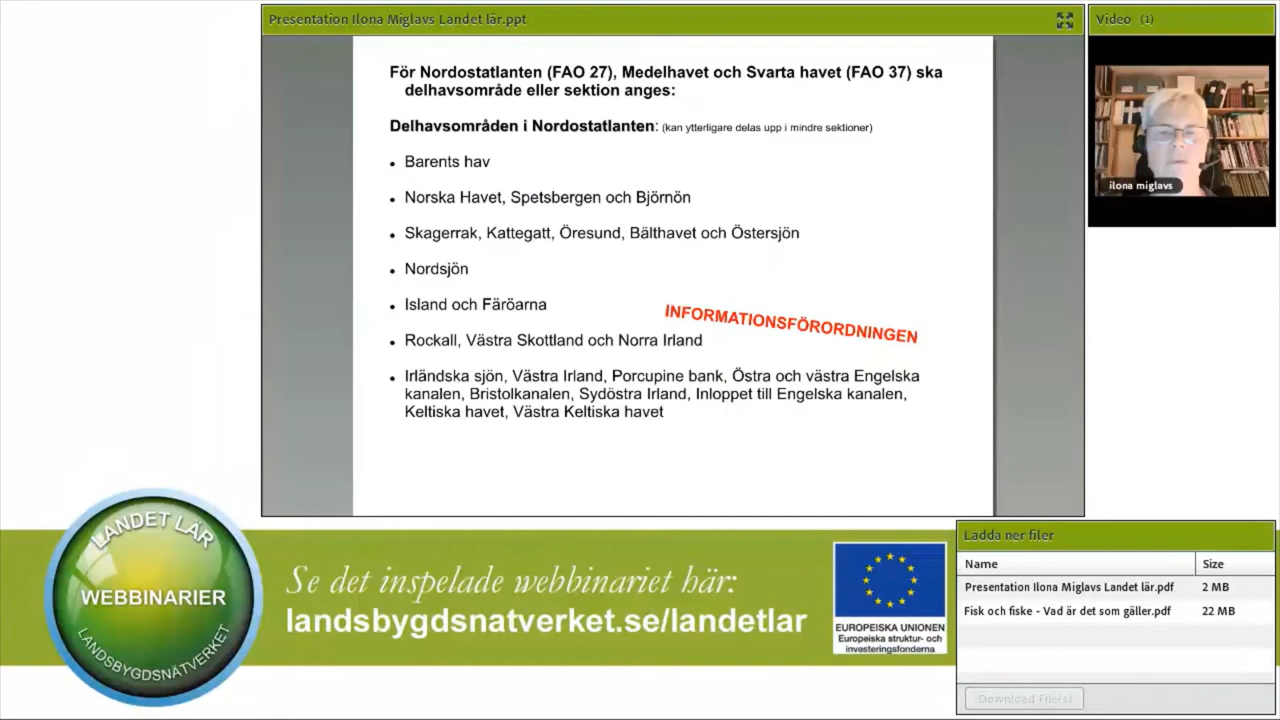 Presentation Ilona Miglavs Landet lär.ppt
Video (1)
För Nordostatlanten (FAO 27), Medelhavet och Svarta havet (FAO 37) ska
delhavsområde eller sektion anges:
Delhavsområden i Nordostatlanten: (kan ytterligare delas upp i mindre sektioner)
• Barents hav
• Norska Havet, Spetsbergen och Björnön
• Skagerrak, Kattegatt, Öresund, Bälthavet och Östersjön
• Nordsjön
• Island och Färöarna
INFORMATIONSFÖRORDNINGEN
• Rockall, Västra Skottland och Norra Irland
• Irländska sjön, Västra Irland, Porcupine bank, Östra och västra Engelska
kanalen, Bristolkanalen, Sydöstra Irland, Inloppet till Engelska kanalen,
Keltiska havet, Västra Keltiska havet
ilona miglavs
LANDET LÄR
WEBBINARIER
LANDSBYGDSNÄTVERKET
Se det inspelade webbinariet här:
landsbygdsnatverket.se/landetlar
EUROPEISKA UNIONEN
Europeiska struktur- och
investeringsfonderna
Ladda ner filer
Name Size
Presentation Ilona Miglavs Landet lär.pdf 2 MB
Fisk och fiske - Vad är det som gäller.pdf 22 MB
Download File(s)